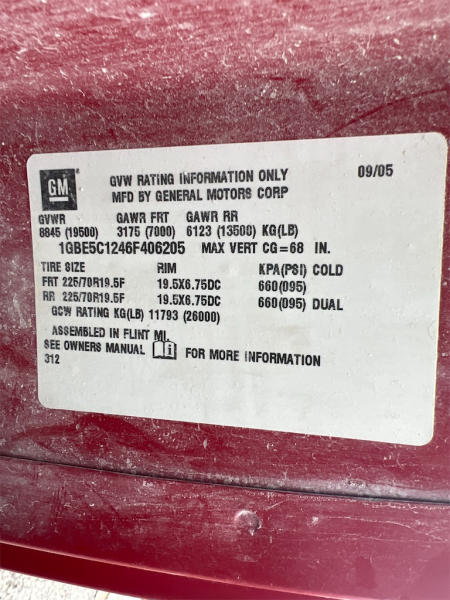 GM
GVW RATING INFORMATION ONLY 09/05
MFD BY GENERAL MOTORS CORP
GVWR GAWR FRT GAWR RR
8845 (19500) 3175 (7000) 6123 (13500) KG(LB)
1GBE5C1246F406205 MAX VERT CG=68 IN.
TIRE SIZE RIM KPA(PSI) COLD
FRT 225/70R19.5F 19.5X6.75DC 660(095)
RR 225/70R19.5F 19.5X6.75DC 660(095) DUAL
GCW RATING KG(LB) 11793 (26000)
ASSEMBLED IN FLINT MI.
SEE OWNERS MANUAL i FOR MORE INFORMATION
312